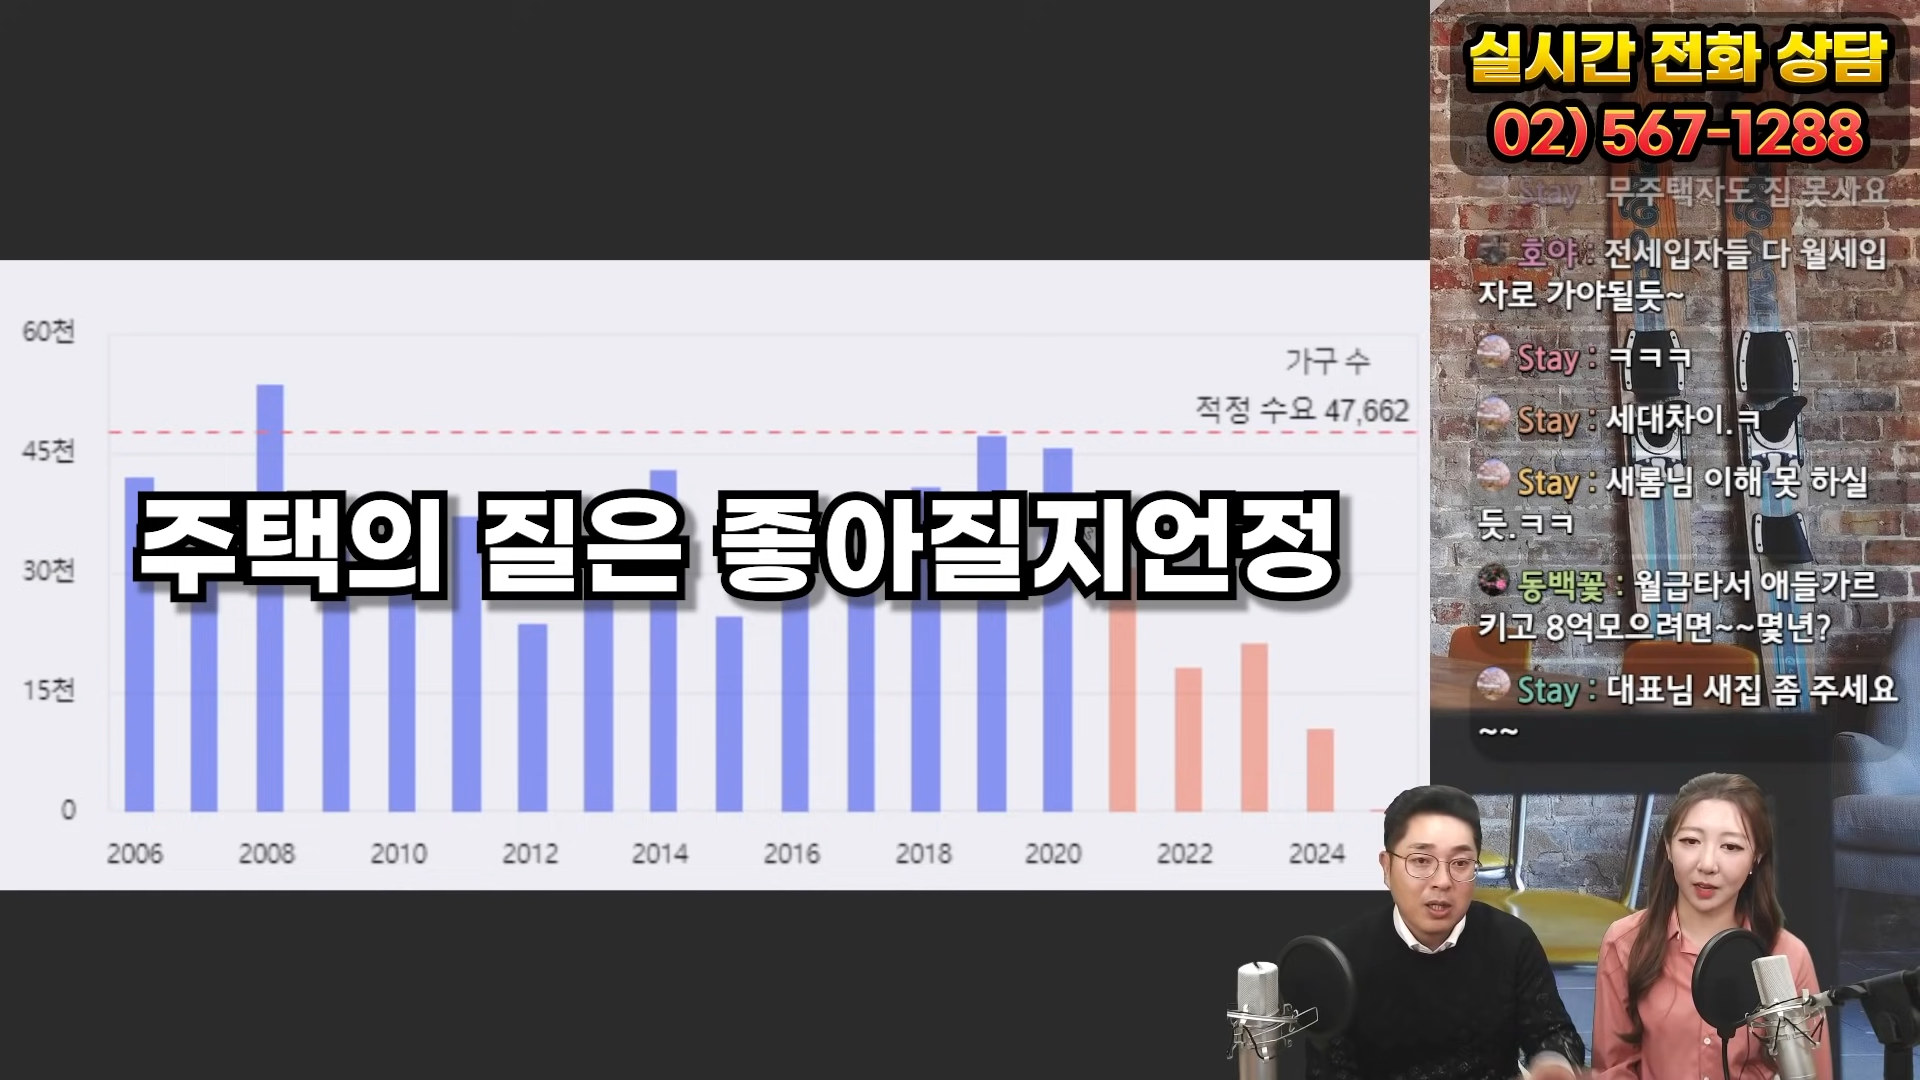 60천
45천
30천
15천
0
가구 수
적정 수요 47,662
주택의 질은 좋아질지언정
2006 2008 2010 2012 2014 2016 2018 2020 2022 2024
실시간 전화 상담
02) 567-1288
Stay : 무주택자도 집 못사요
호야 : 전세입자들 다 월세입
자로 가야될듯~
Stay : ㅋㅋㅋ
Stay : 세대차이.ㅋ
Stay : 새롬님 이해 못 하실
듯.ㅋㅋ
동백꽃 : 월급타서 애들가르
키고 8억모으려면~~몇년?
Stay : 대표님 새집 좀 주세요
~~